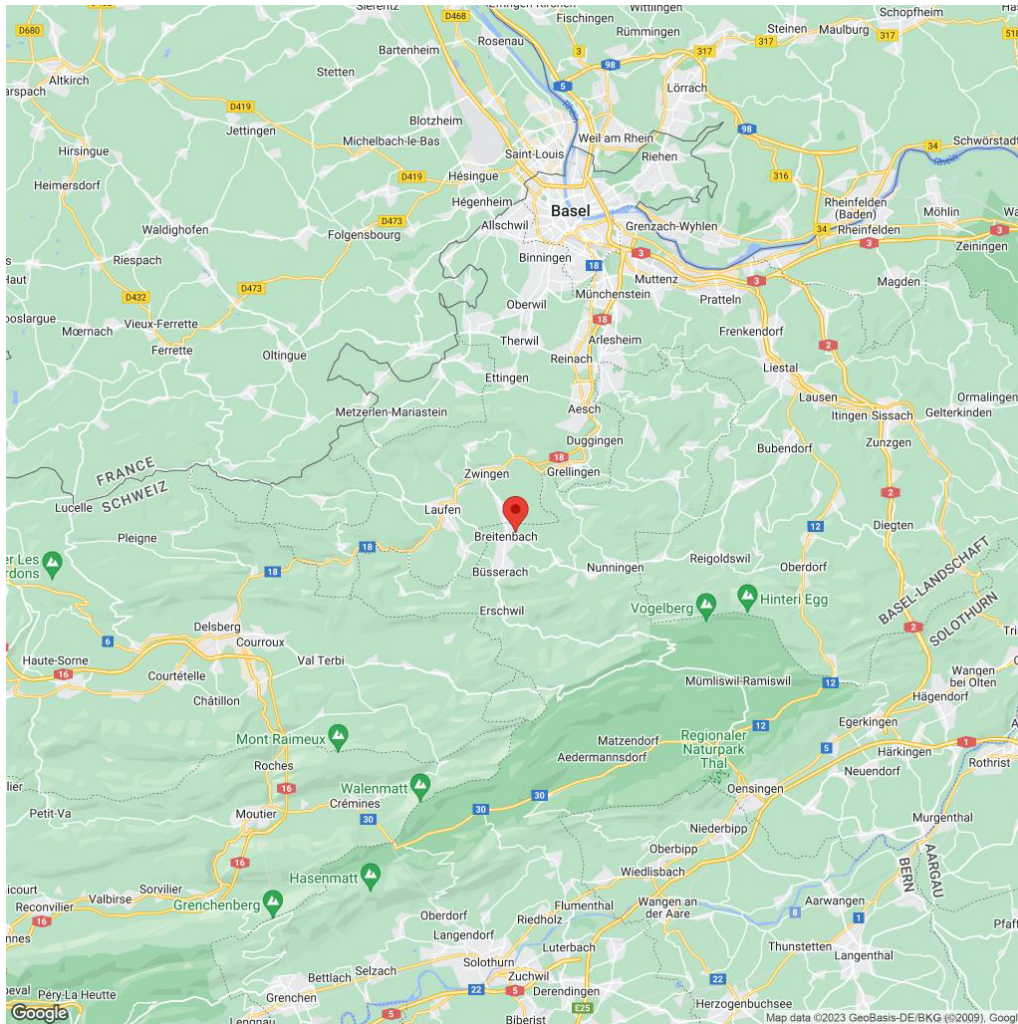 Sierentz
D468
Efringen-Kirchen
Wittlingen
Steinen
Schopfheim
D680
Rosenau
Fischingen
Rümmingen
317
317
Maulburg
317
518
Bartenheim
3
98
Altkirch
Stetten
5
Lörrach
D419
Rhein
Blotzheim
Jettingen
98
Hirsingue
Michelbach-le-Bas
Weil am Rhein
Saint-Louis
Riehen
34
Schwörstadt
Rhein
Heimersdorf
D419
Hésingue
316
Hégenheim
Basel
Rheinfelden
(Baden)
Möhlin
Waldighofen
D473
Folgensbourg
Allschwil
Grenzach-Wyhlen
34
Rheinfelden
3
Riespach
Binningen
18
3
3
Zeiningen
Muttenz
3
Magden
D432
D473
Münchenstein
Pratteln
Oberwil
Mœrnach
Vieux-Ferrette
18
Frenkendorf
Ferrette
Oltingue
Therwil
Arlesheim
2
Reinach
Liestal
Ettingen
Lausen
Ormalingen
Metzerlen-Mariastein
Aesch
Itingen
Sissach
Gelterkinden
Duggingen
Bubendorf
Zunzgen
FRANCE
SCHWEIZ
18
Zwingen
Grellingen
2
Lucelle
Laufen
Pleigne
Breitenbach
12
Diegten
18
Reigoldswil
18
Büsserach
Nunningen
Oberdorf
Erschwil
Vogelberg
Hinteri Egg
BASEL-LANDSCHAFT
SOLOTHURN
Delsberg
2
6
Courroux
Haute-Sorne
16
Val Terbi
Courtételle
Mümliswil-Ramiswil
12
Wangen
bei Olten
Châtillon
Hägendorf
12
Egerkingen
Mont Raimeux
Matzendorf
Regionaler
Naturpark
Thal
5
1
Härkingen
Roches
Aedermannsdorf
Rothrist
Neuendorf
16
Walenmatt
30
Oensingen
Petit-Va
Crémines
30
Moutier
30
Murgenthal
Niederbipp
16
Oberbipp
AARGAU
BERN
Hasenmatt
Wiedlisbach
Sorvilier
Valbirse
Reconvilier
Grenchenberg
Flumenthal
Wangen an
der Aare
Aarwangen
16
Oberdorf
Riedholz
8
1
Langendorf
Luterbach
Thunstetten
Langenthal
Solothurn
Selzach
Bettlach
Zuchwil
22
Péry-La Heutte
Grenchen
22
5
Derendingen
5
E25
Herzogenbuchsee
Biberist
Lengnau
Google
Map data ©2023 GeoBasis-DE/BKG (©2009), Googl